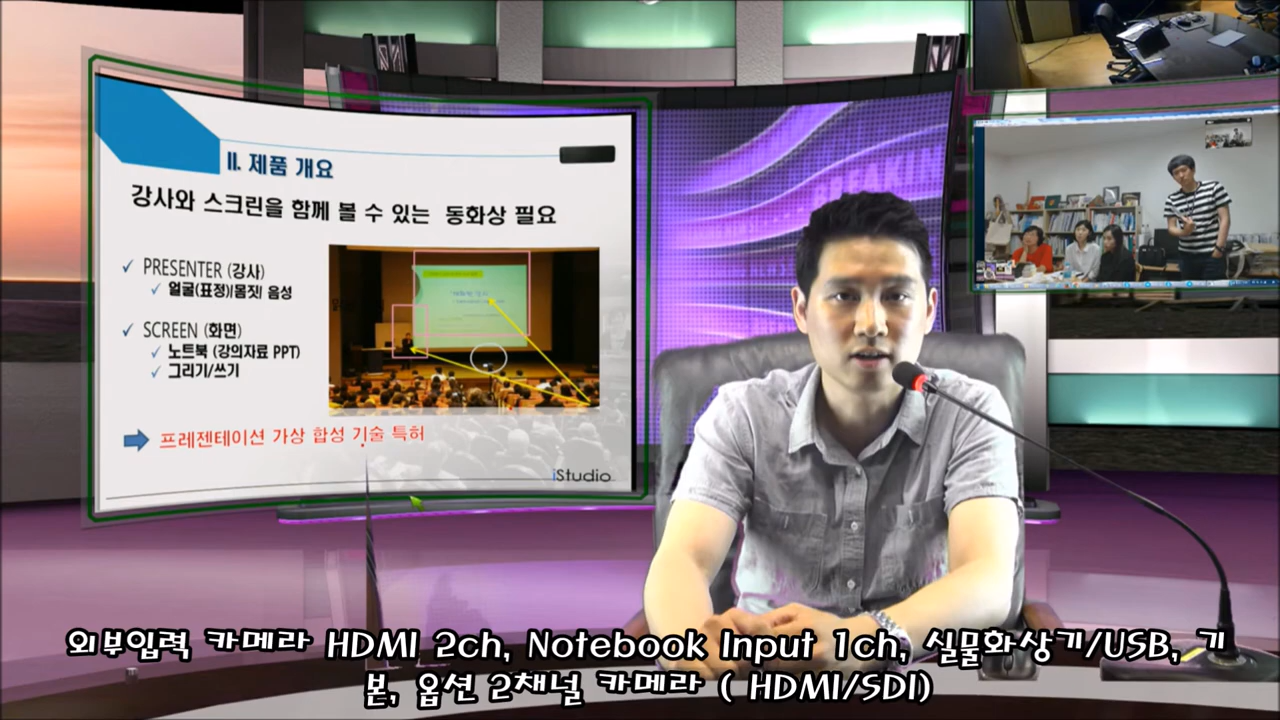 II. 제품 개요
강사와 스크린을 함께 볼 수 있는 동화상 필요
✓ PRESENTER (강사)
✓ 얼굴(표정)/몸짓/ 음성
✓ SCREEN (화면)
✓ 노트북 (강의자료 PPT)
✓ 그리기/쓰기
프레젠테이션 가상 합성 기술 특허
iStudio
BREAKIN
외부입력 카메라 HDMI 2ch, Notebook Input 1ch, 실물화상기/USB, 기
본, 옵션 2채널 카메라 ( HDMI/SDI)